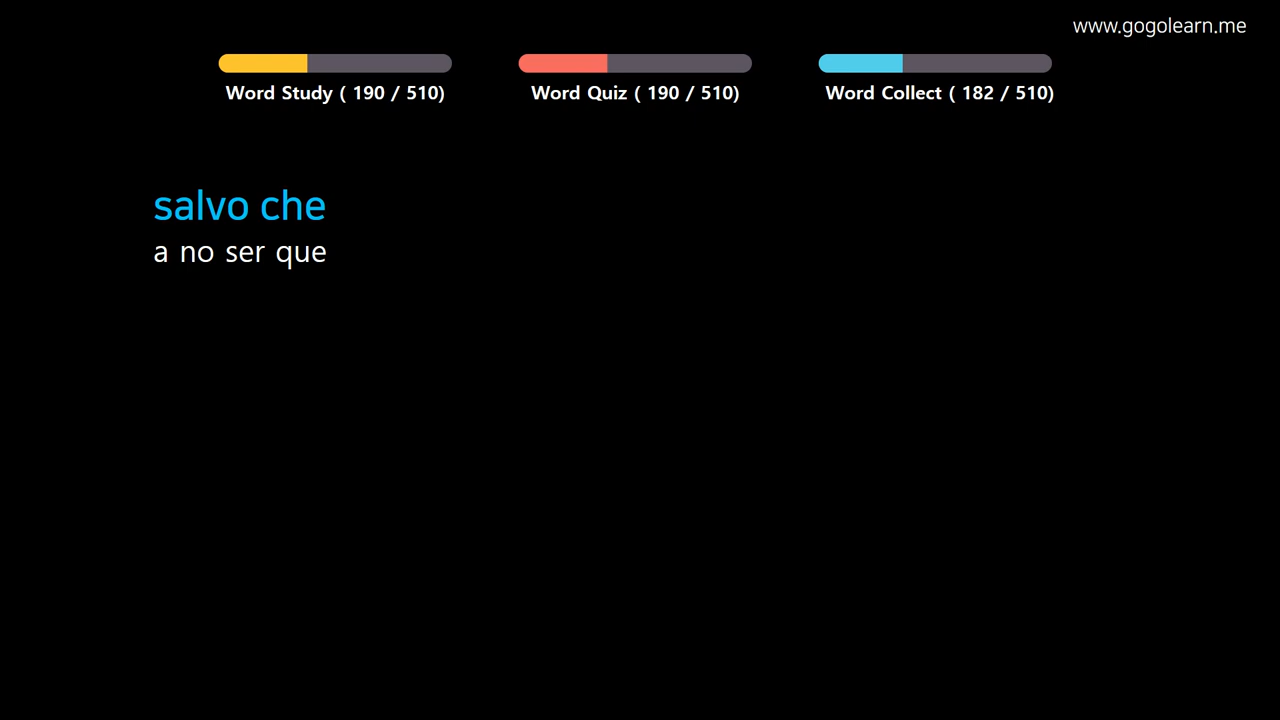 www.gogolearn.me
Word Study ( 190 / 510)
Word Quiz ( 190 / 510)
Word Collect ( 182 / 510)
salvo che
a no ser que